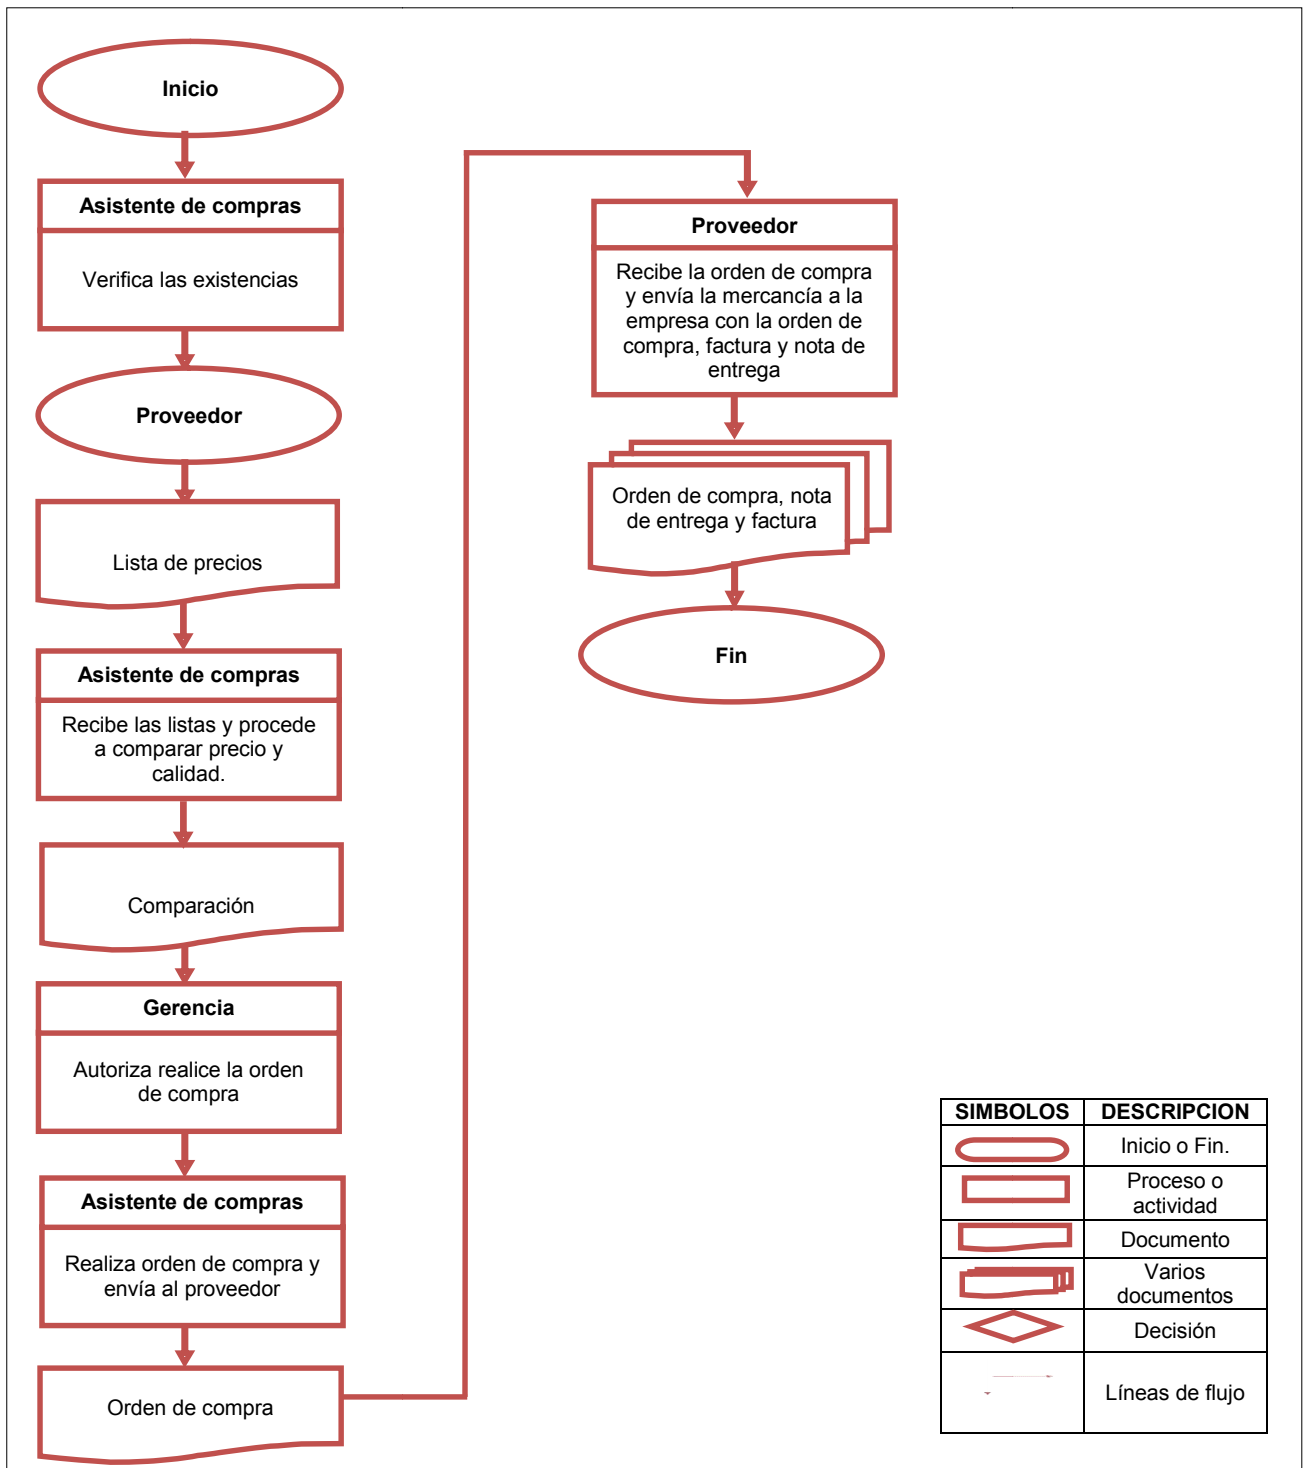 Inicio
Asistente de compras
Verifica las existencias
Proveedor
Lista de precios
Asistente de compras
Recibe las listas y procede
a comparar precio y
calidad.
Comparación
Gerencia
Autoriza realice la orden
de compra
Asistente de compras
Realiza orden de compra y
envía al proveedor
Orden de compra
Proveedor
Recibe la orden de compra
y envía la mercancía a la
empresa con la orden de
compra, factura y nota de
entrega
Orden de compra, nota
de entrega y factura
Fin
SIMBOLOS DESCRIPCION
Inicio o Fin.
Proceso o
actividad
Documento
Varios
documentos
Decisión
Líneas de flujo